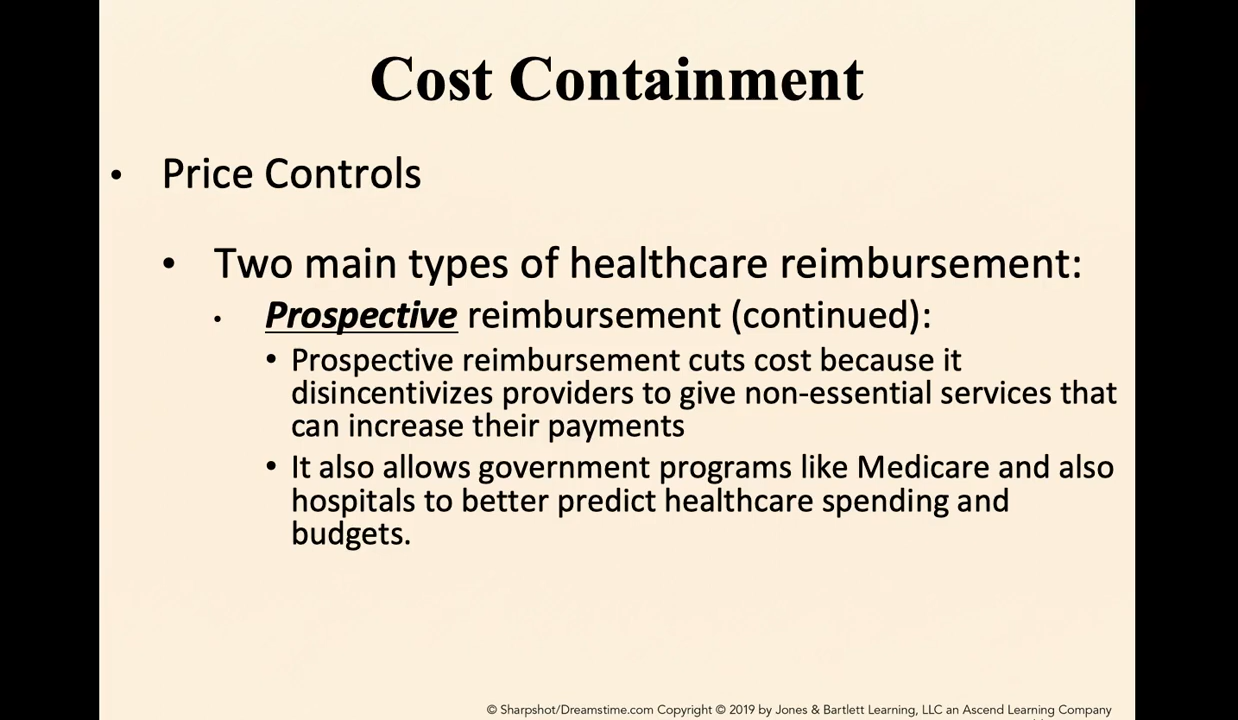 Cost Containment
• Price Controls
• Two main types of healthcare reimbursement:
• Prospective reimbursement (continued):
• Prospective reimbursement cuts cost because it
disincentivizes providers to give non-essential services that
can increase their payments
• It also allows government programs like Medicare and also
hospitals to better predict healthcare spending and
budgets.
© Sharpshot/Dreamstime.com Copyright © 2019 by Jones & Bartlett Learning, LLC an Ascend Learning Company